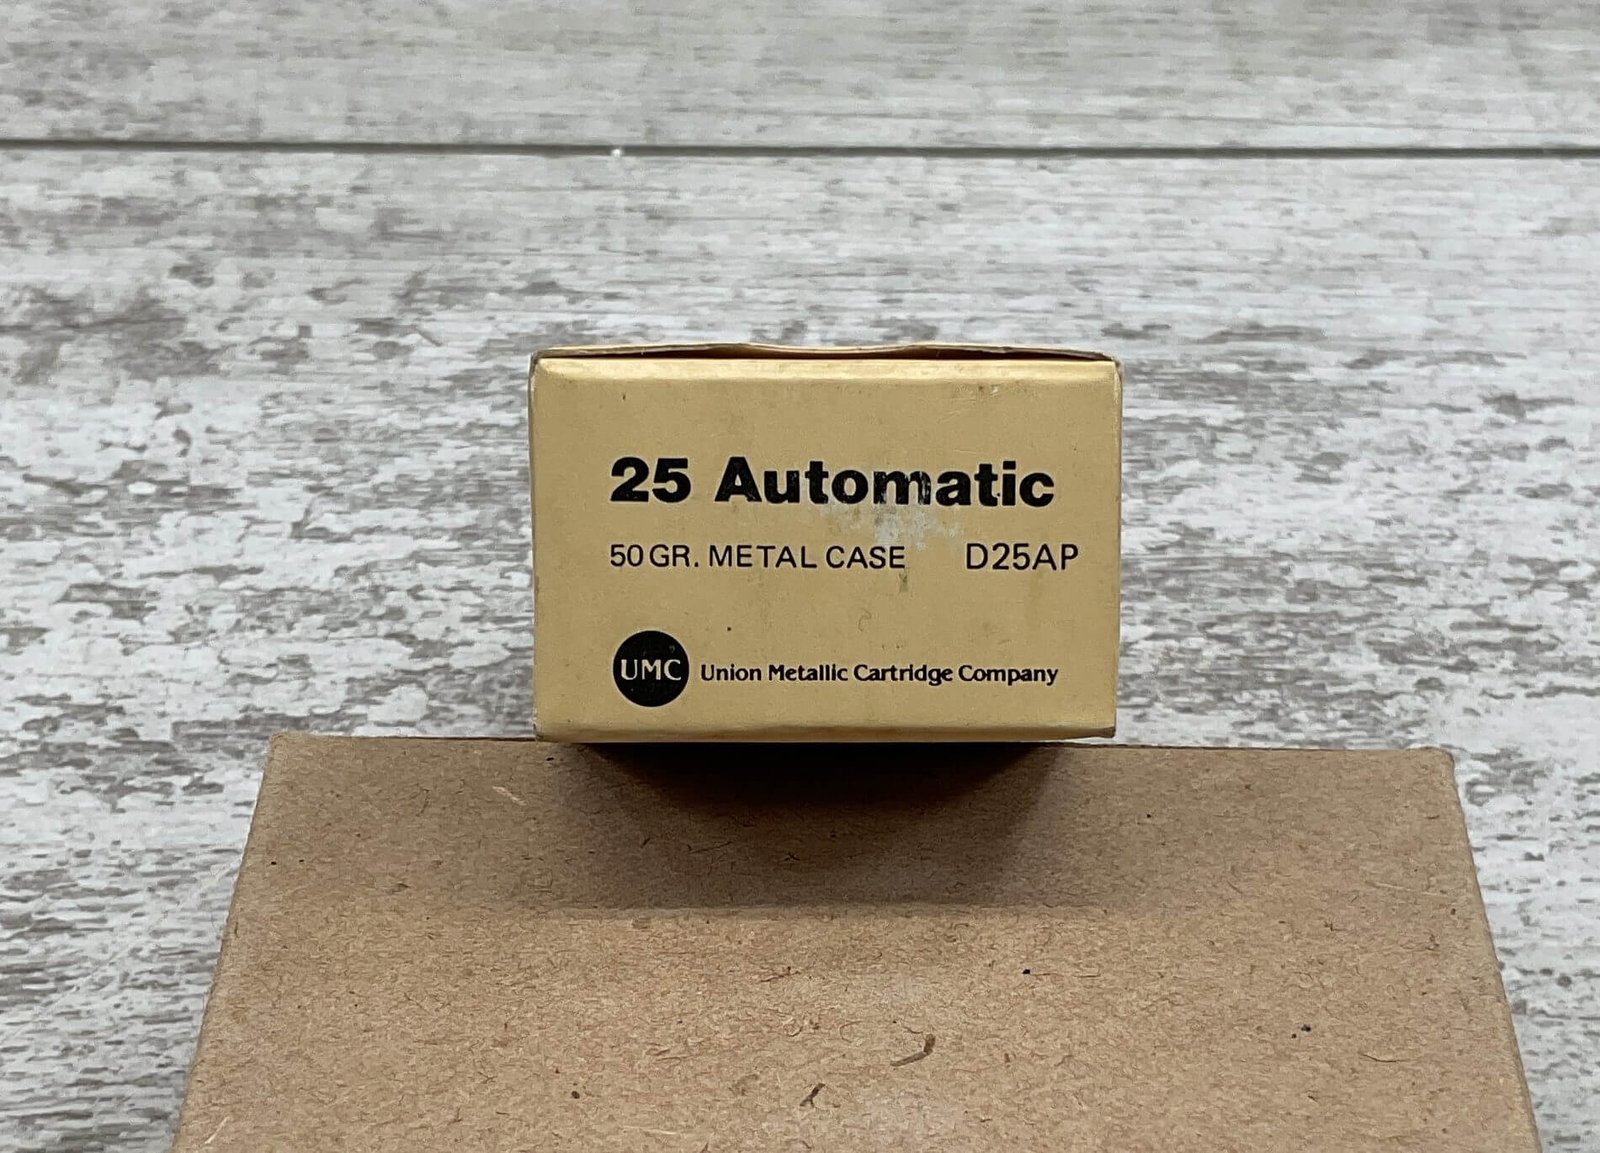 25 Automatic
50 GR. METAL CASE D25AP
UMC Union Metallic Cartridge Company